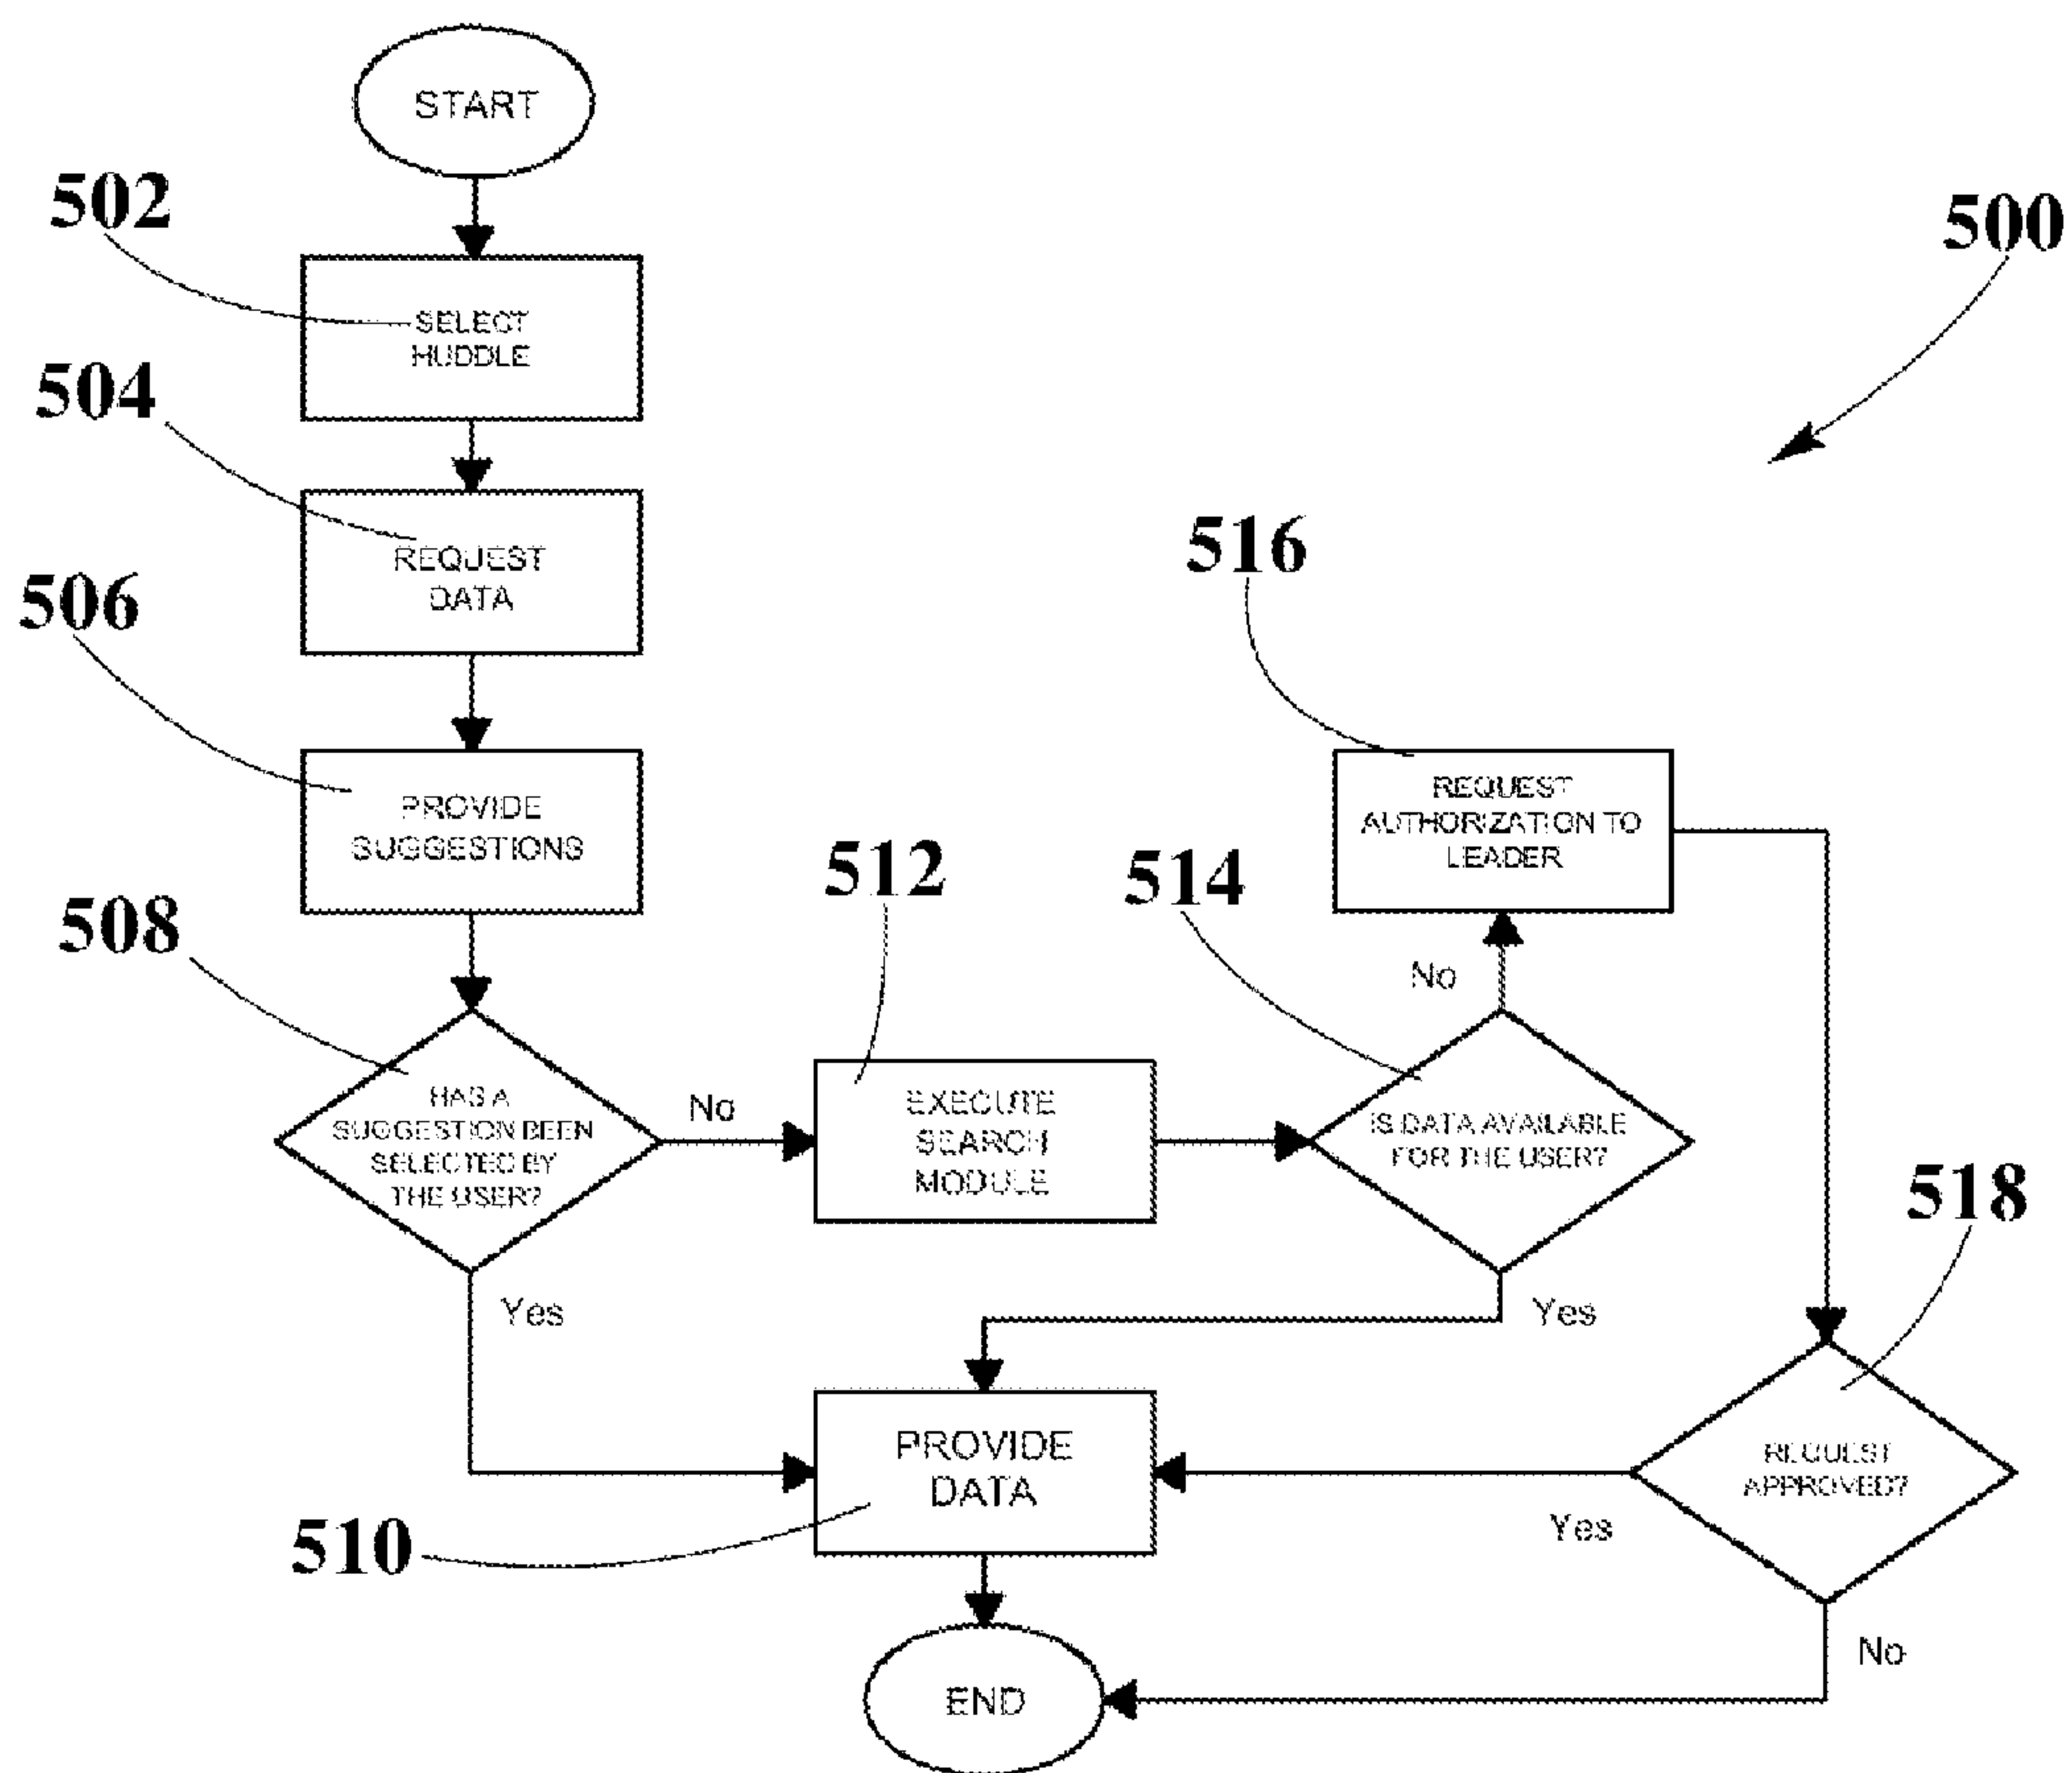 START
502
500
SELECT
HUDDLE
504
REQUEST
DATA
506
516
PROVIDE
SUGGESTIONS
REQUEST
AUTHORIZATION TO
LEADER
508
512
514
No
HAS A
SUGGESTION BEEN
SELECTED BY
THE USER?
No
EXECUTE
SEARCH
MODULE
IS DATA AVAILABLE
FOR THE USER?
518
Yes
Yes
PROVIDE
DATA
REQUEST
APPROVED?
510
Yes
No
END